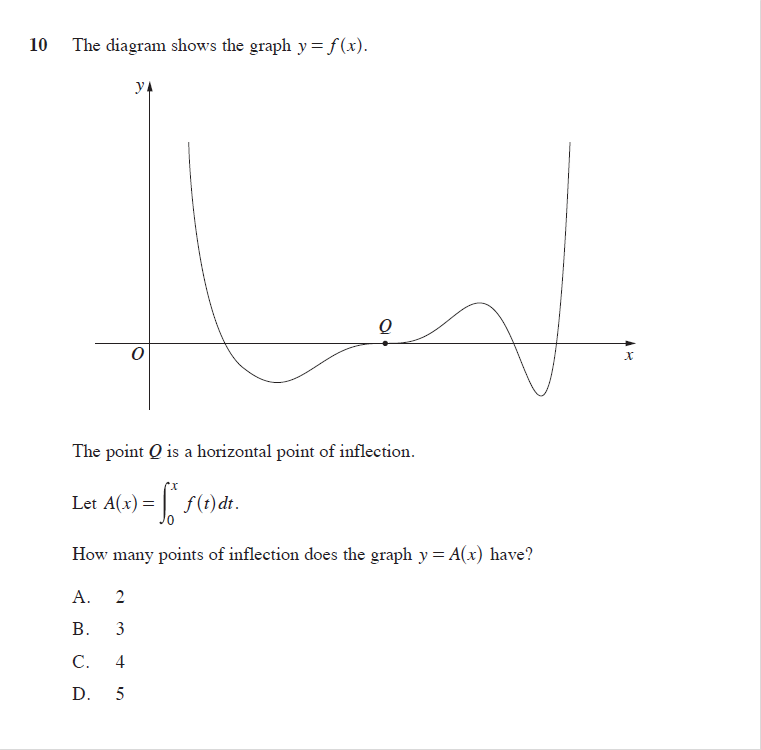 10 The diagram shows the graph y = f(x).
y
Q
O
x
The point Q is a horizontal point of inflection.
Let A(x) = ∫₀ˣ f(t) dt.
How many points of inflection does the graph y = A(x) have?
A. 2
B. 3
C. 4
D. 5